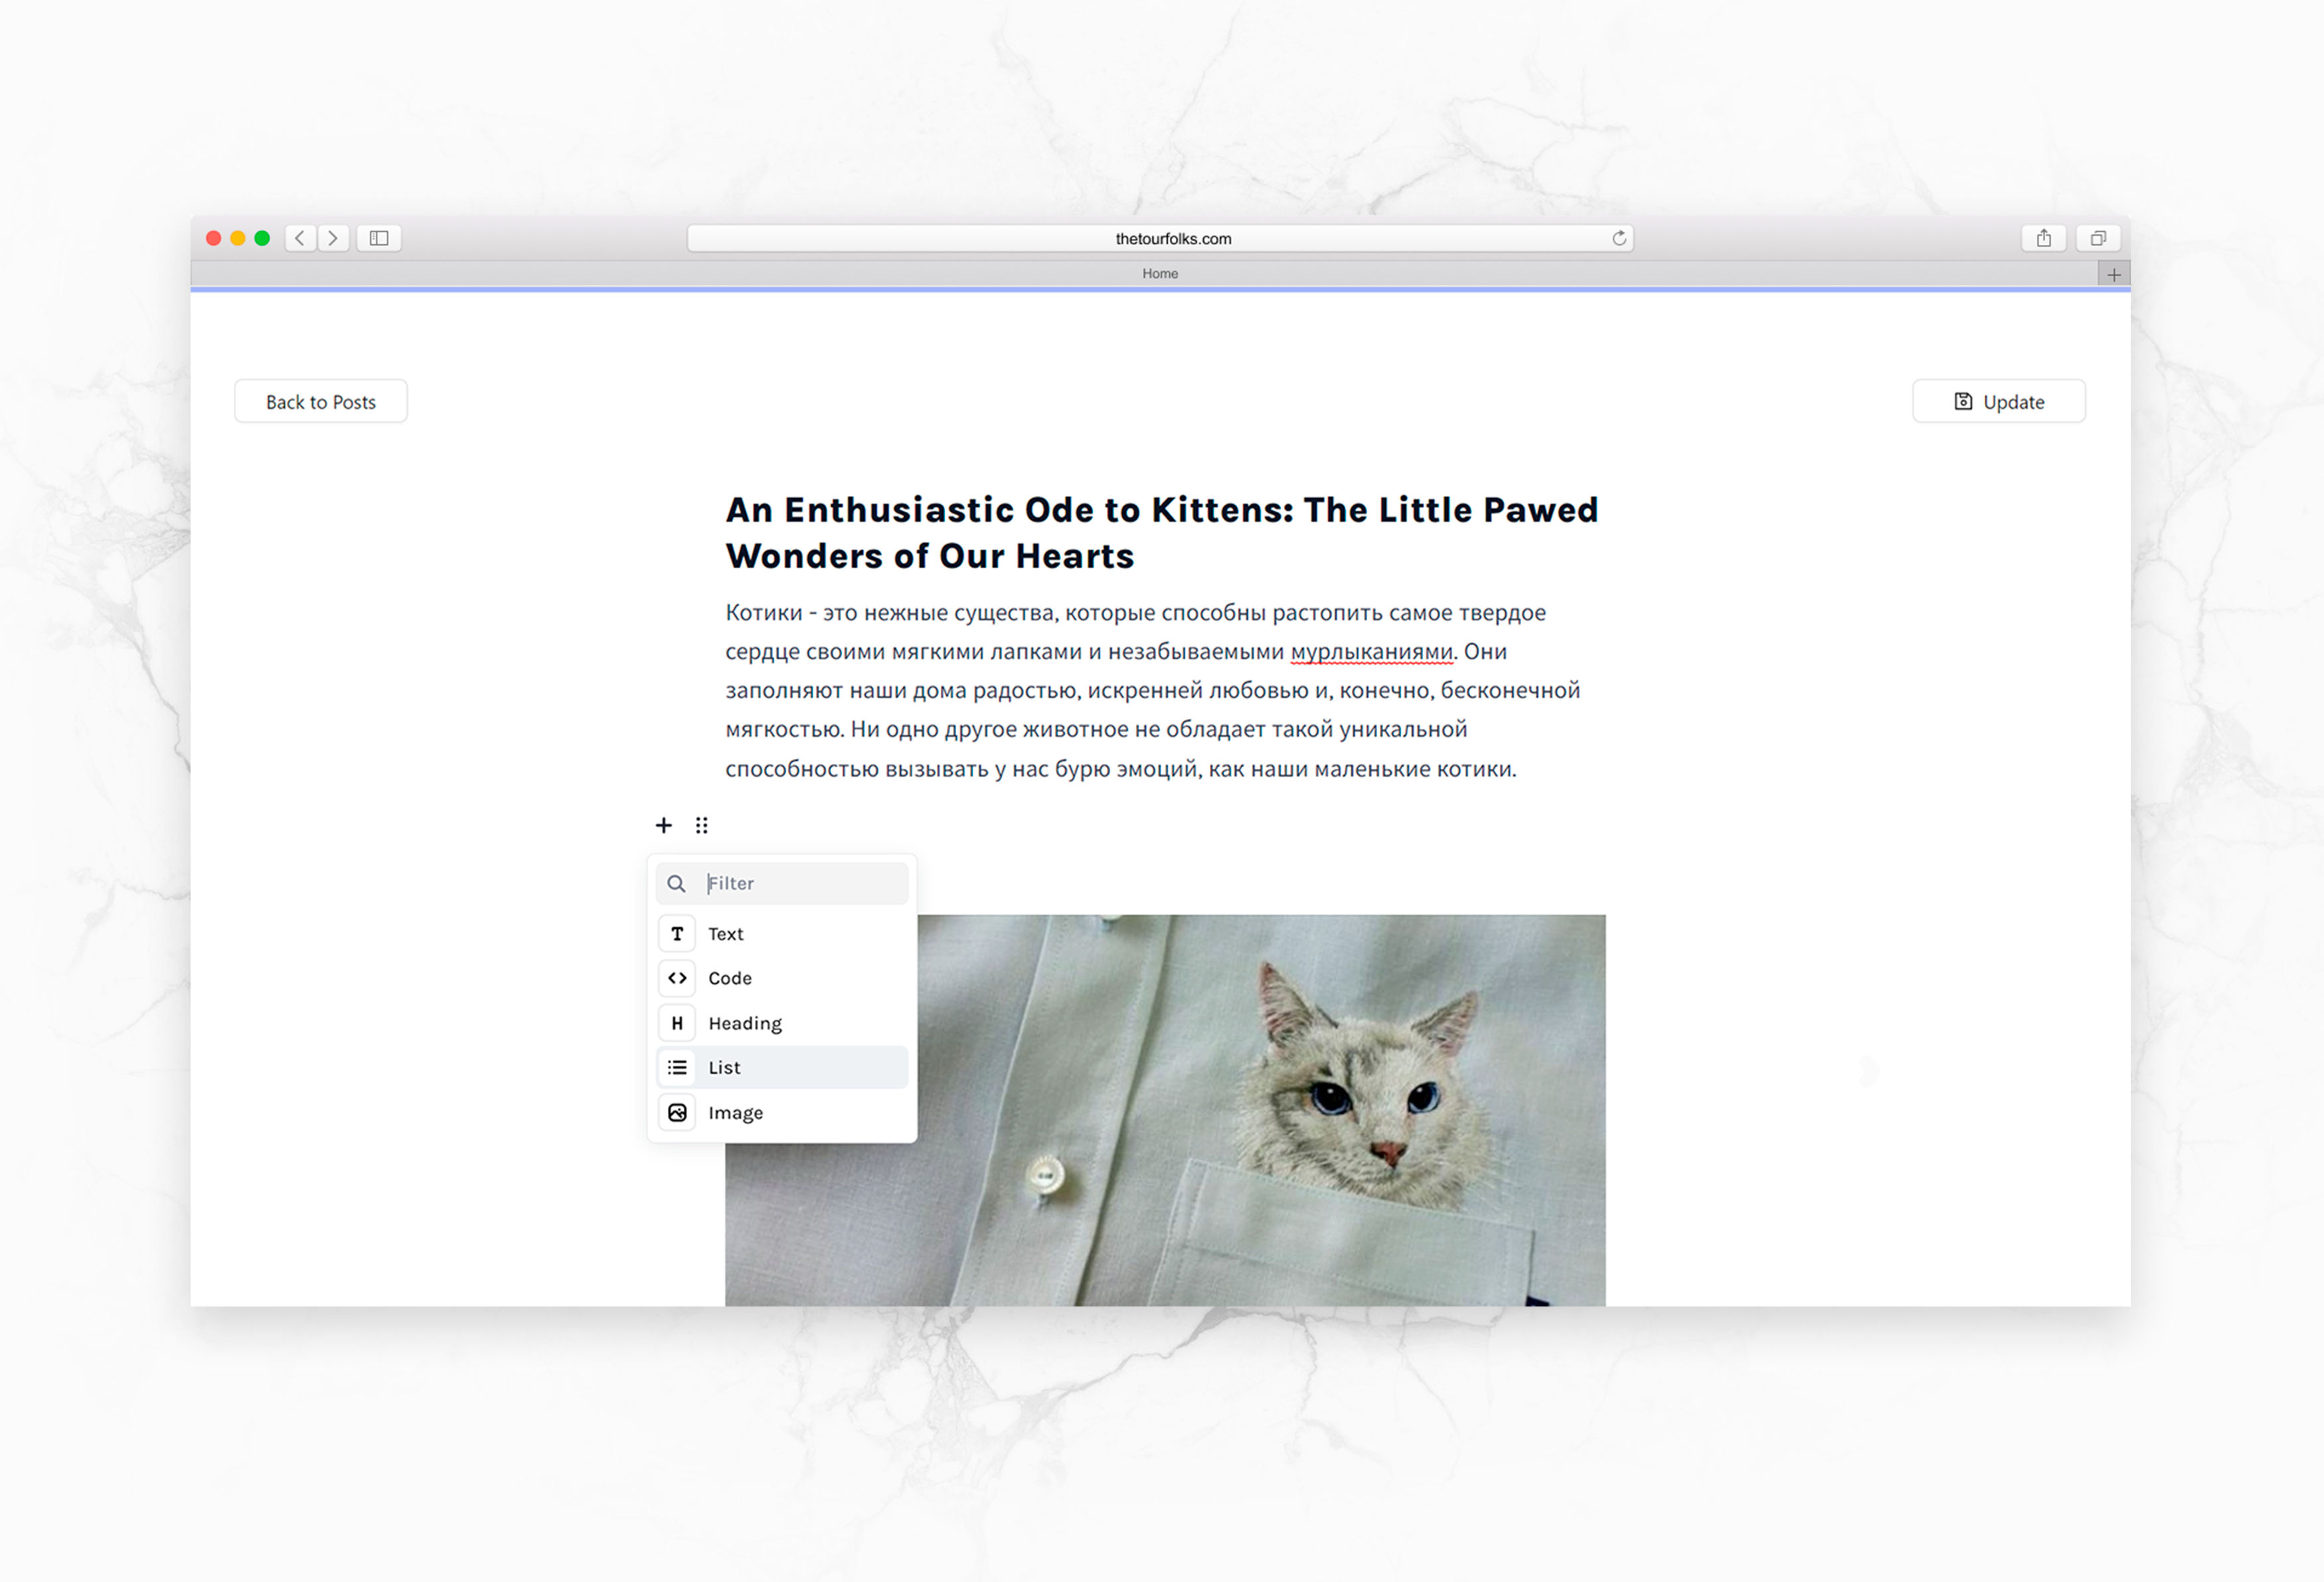 thetourfolks.com
Home
Back to Posts
Update
An Enthusiastic Ode to Kittens: The Little Pawed
Wonders of Our Hearts
Котики - это нежные существа, которые способны растопить самое твердое
сердце своими мягкими лапками и незабываемыми мурлыканиями. Они
заполняют наши дома радостью, искренней любовью и, конечно, бесконечной
мягкостью. Ни одно другое животное не обладает такой уникальной
способностью вызывать у нас бурю эмоций, как наши маленькие котики.
Filter
Text
Code
Heading
List
Image